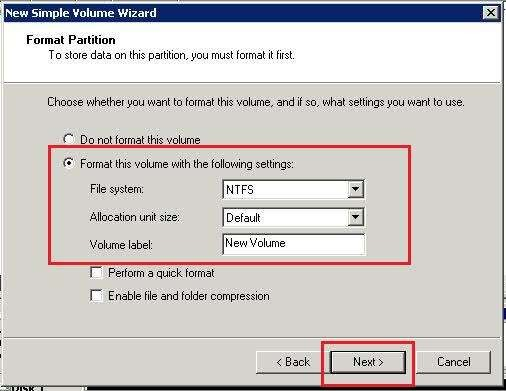 New Simple Volume Wizard
Format Partition
To store data on this partition, you must format it first.
Choose whether you want to format this volume, and if so, what settings you want to use.
Do not format this volume
Format this volume with the following settings:
File system: NTFS
Allocation unit size: Default
Volume label: New Volume
Perform a quick format
Enable file and folder compression
< Back Next > Cancel
Disk